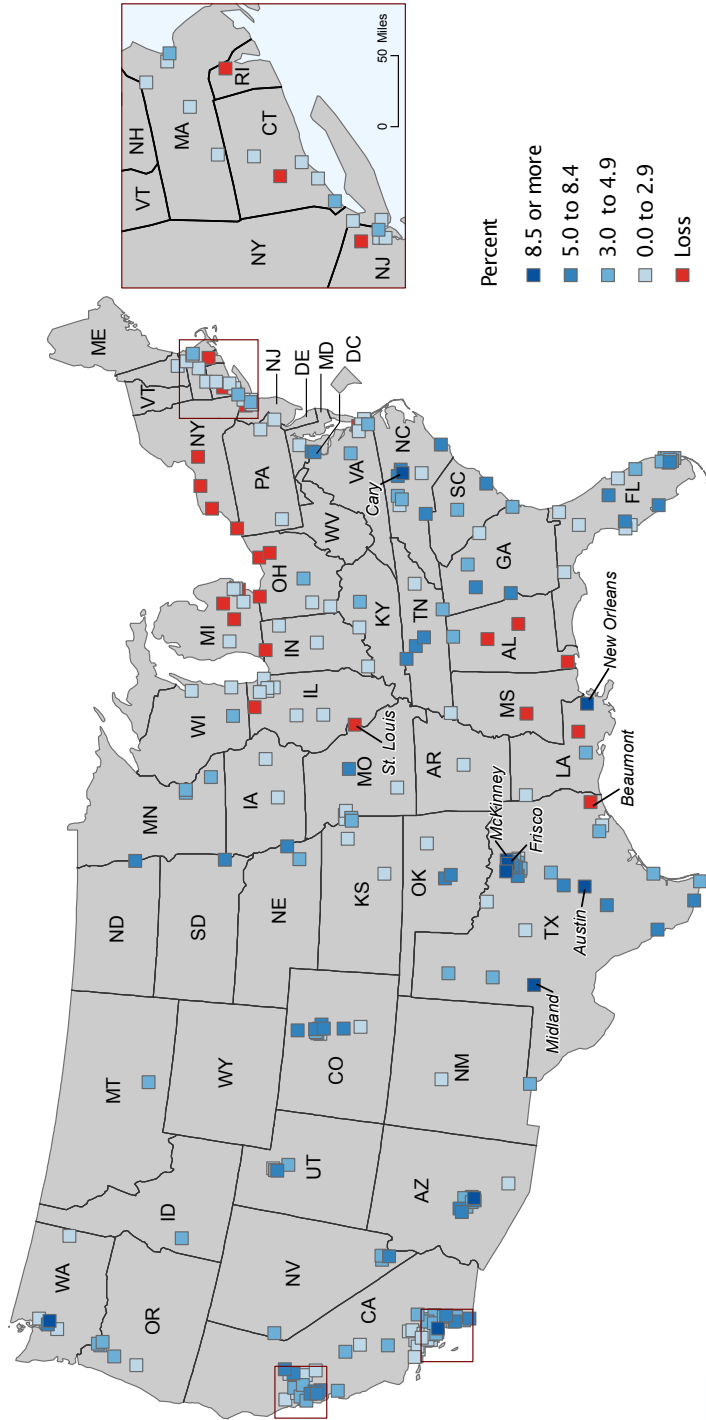 WA
OR
CA
NV
ID
MT
WY
UT
AZ
CO
NM
ND
SD
NE
KS
OK
TX
MN
IA
MO
AR
LA
WI
IL
MS
MI
IN
OH
KY
TN
AL
GA
FL
SC
NC
VA
WV
PA
NY
VT
ME
NJ
DE
MD
DC
Midland
Austin
McKinney
Frisco
Beaumont
New Orleans
St. Louis
Cary
VT
NH
MA
NY
CT
RI
NJ
0 50 Miles
Percent
8.5 or more
5.0 to 8.4
3.0 to 4.9
0.0 to 2.9
Loss